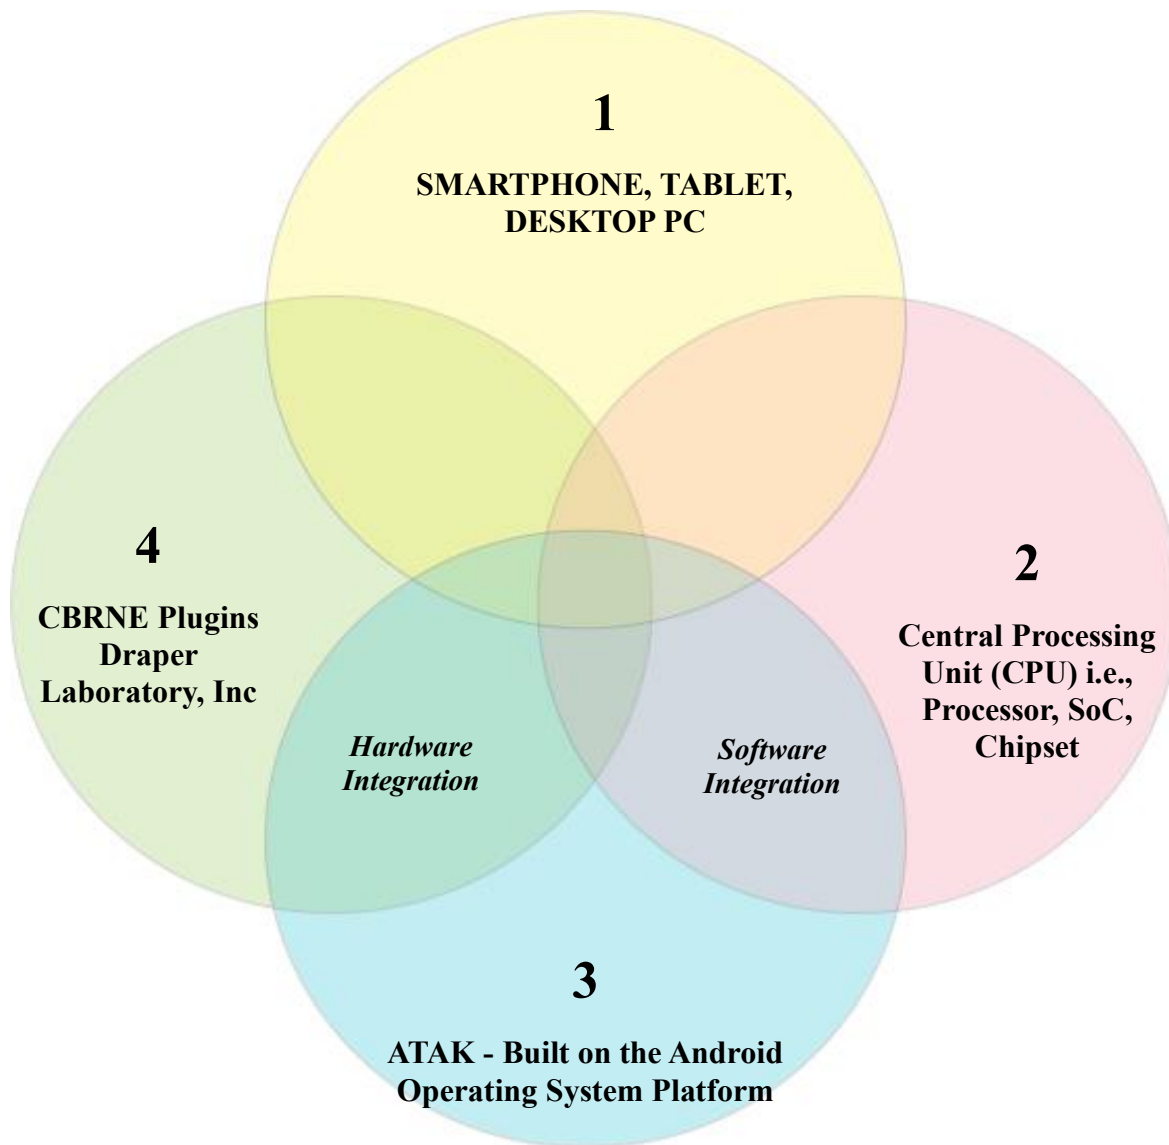 1
SMARTPHONE, TABLET,
DESKTOP PC
4
CBRNE Plugins
Draper
Laboratory, Inc
2
Central Processing
Unit (CPU) i.e.,
Processor, SoC,
Chipset
Hardware
Integration
Software
Integration
3
ATAK - Built on the Android
Operating System Platform